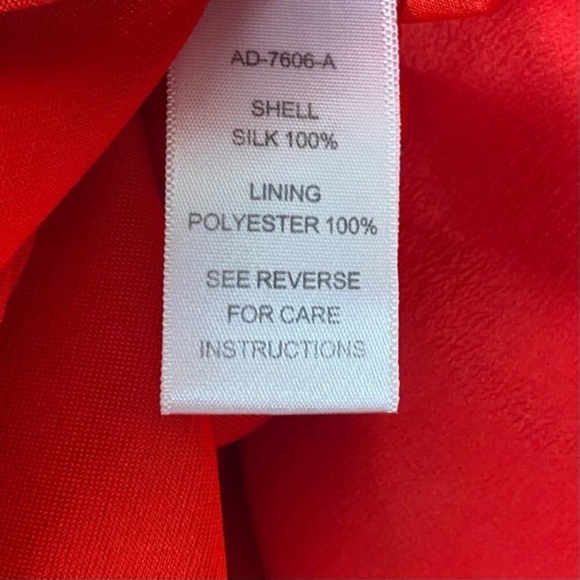 AD-7606-A
SHELL
SILK 100%
LINING
POLYESTER 100%
SEE REVERSE
FOR CARE
INSTRUCTIONS